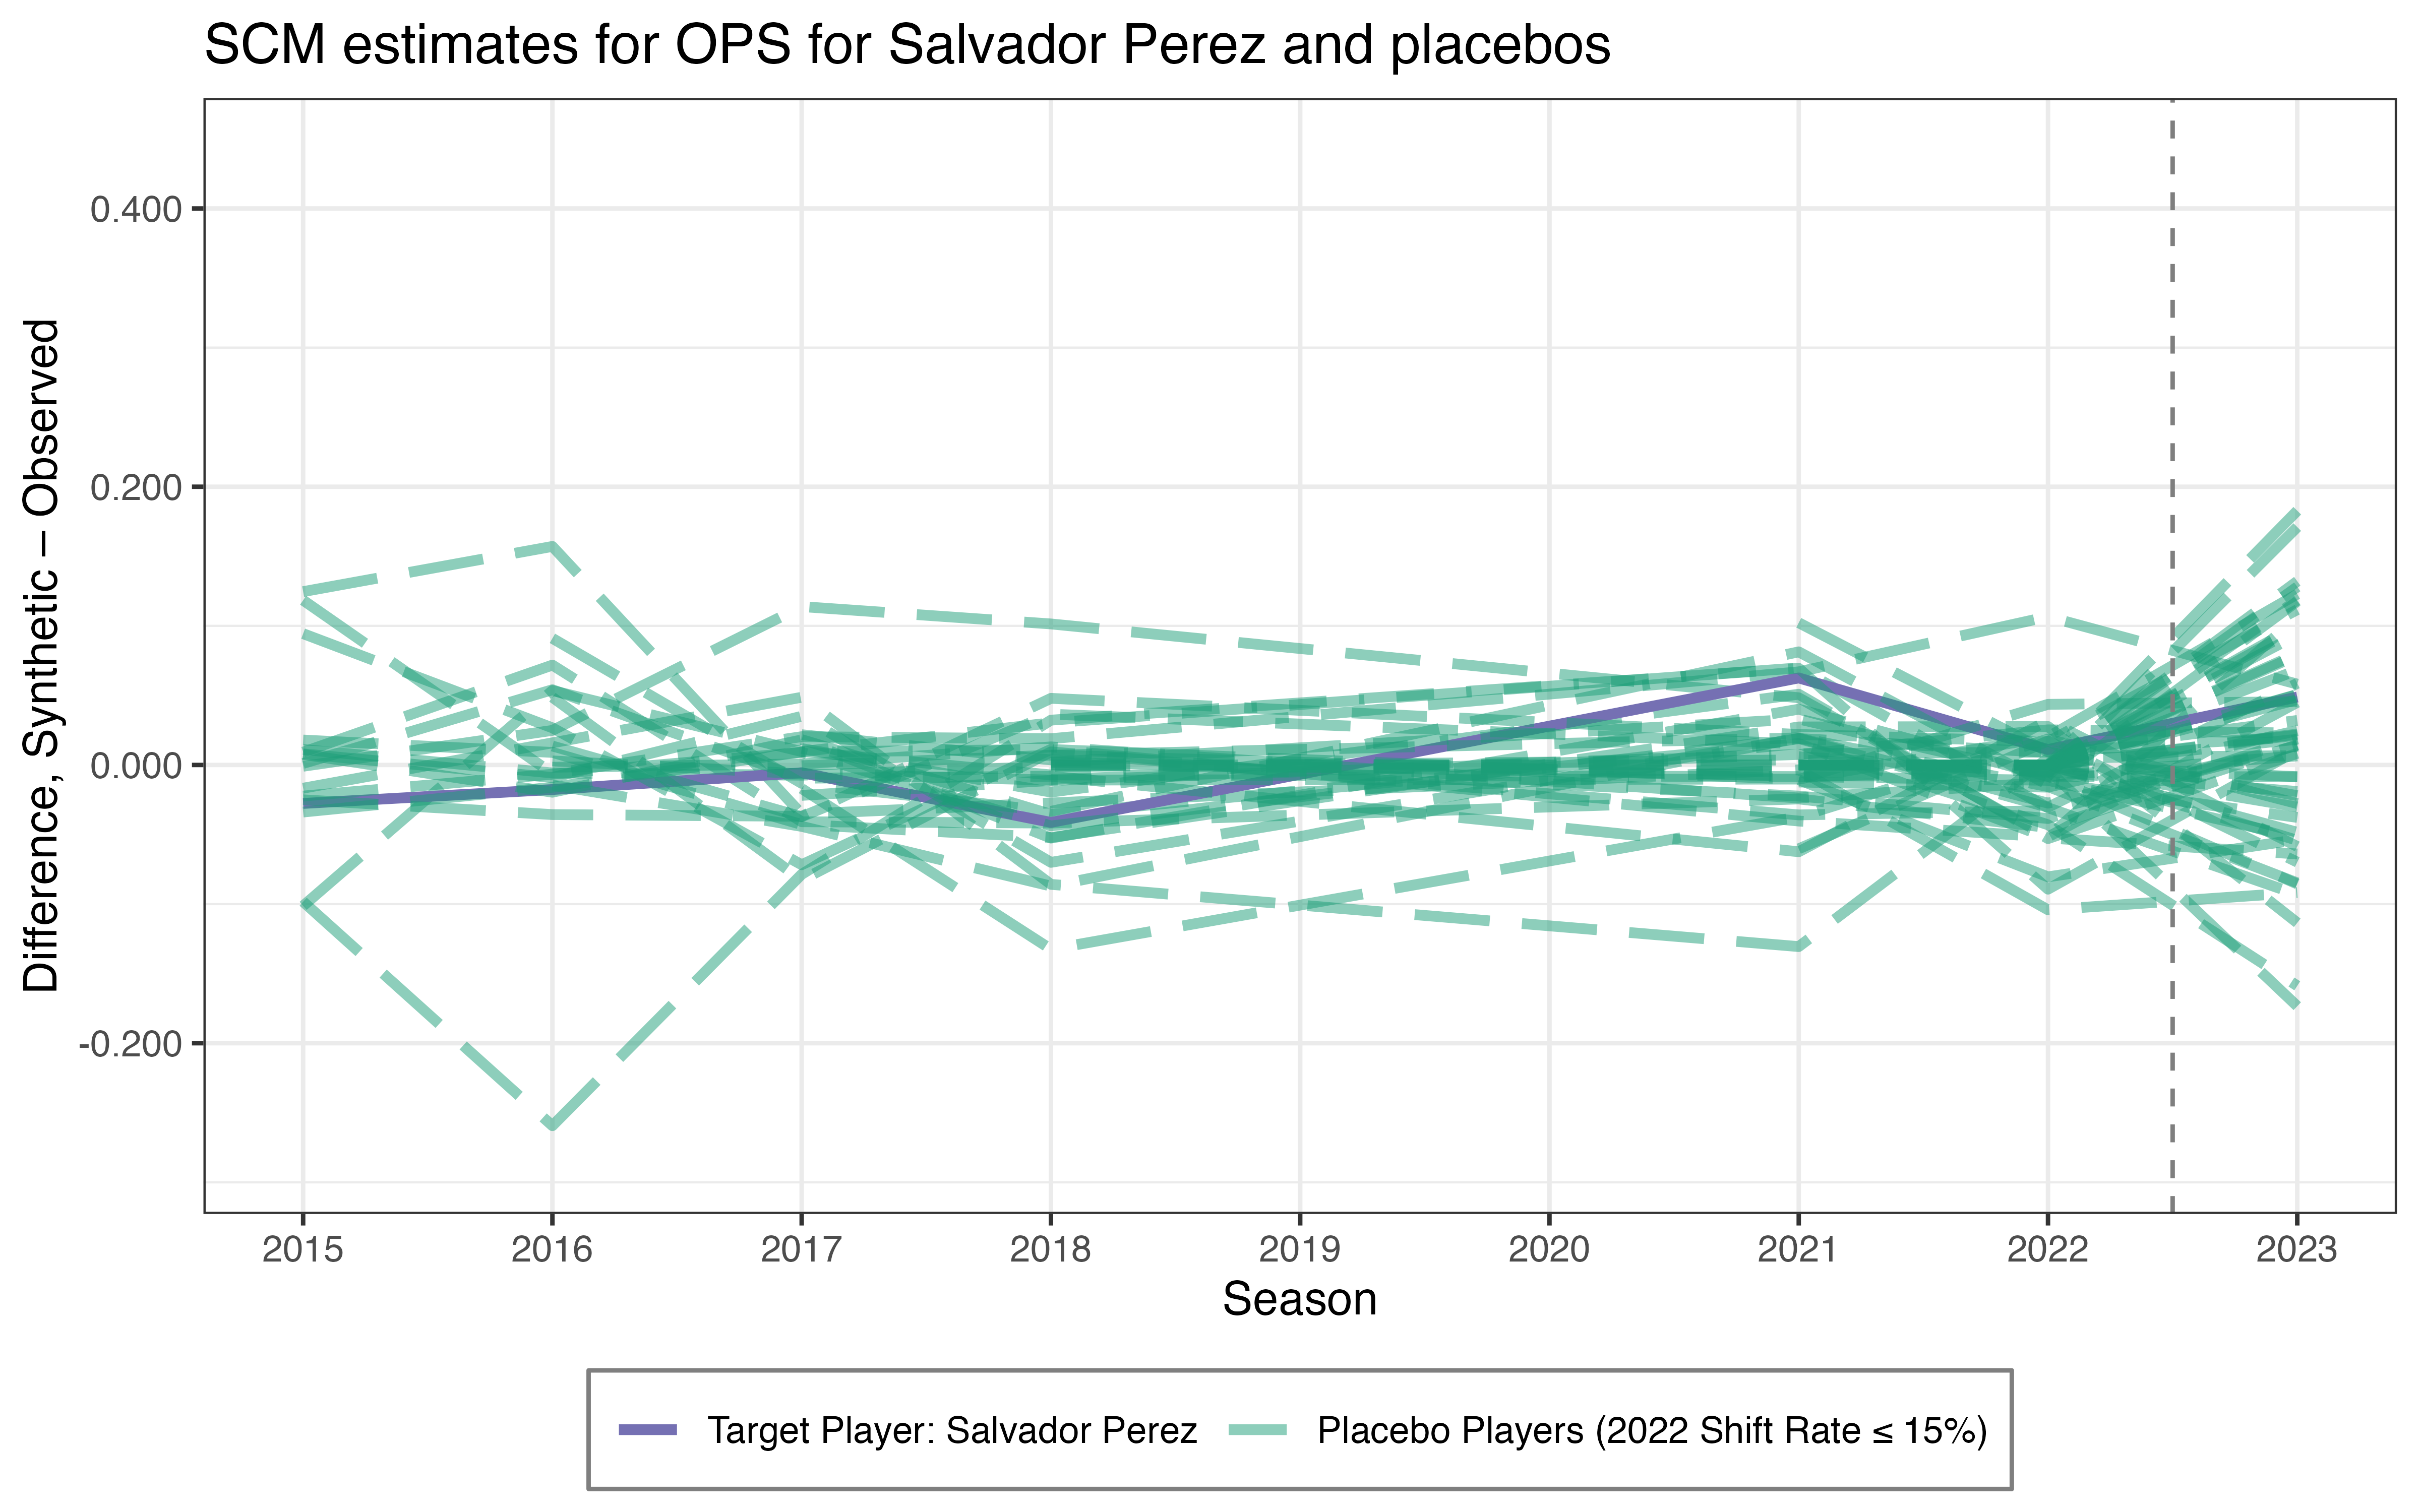 SCM estimates for OPS for Salvador Perez and placebos
Difference, Synthetic − Observed
0.400
0.200
0.000
-0.200
2015 2016 2017 2018 2019 2020 2021 2022 2023
Season
Target Player: Salvador Perez Placebo Players (2022 Shift Rate ≤ 15%)